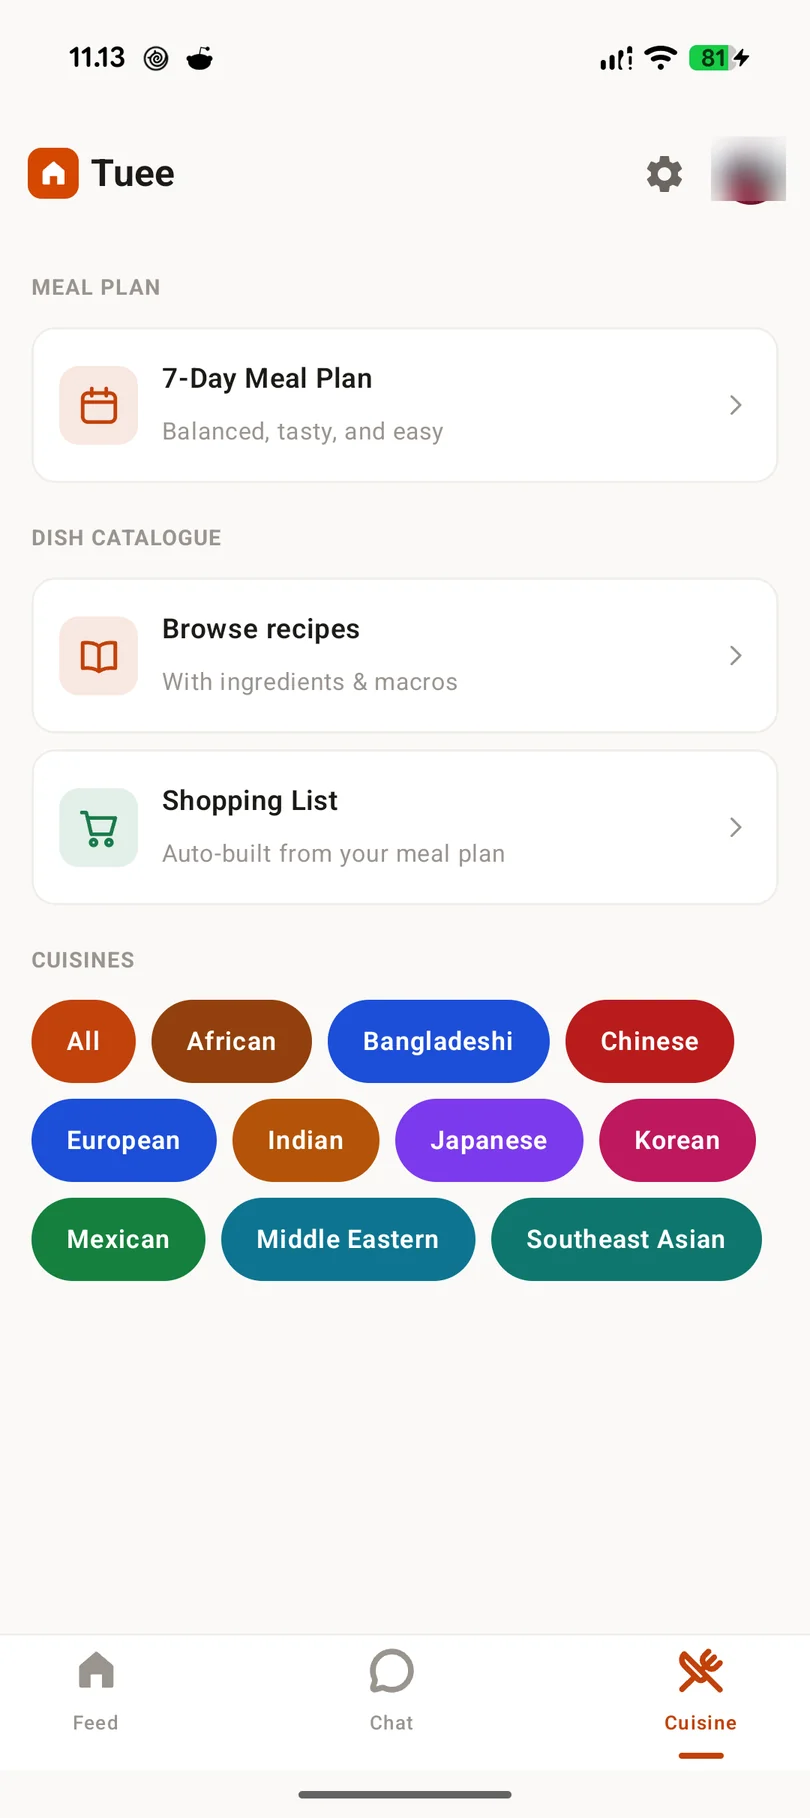 11.13
81
Tuee
MEAL PLAN
7-Day Meal Plan
Balanced, tasty, and easy
DISH CATALOGUE
Browse recipes
With ingredients & macros
Shopping List
Auto-built from your meal plan
CUISINES
All African Bangladeshi Chinese
European Indian Japanese Korean
Mexican Middle Eastern Southeast Asian
Feed Chat Cuisine